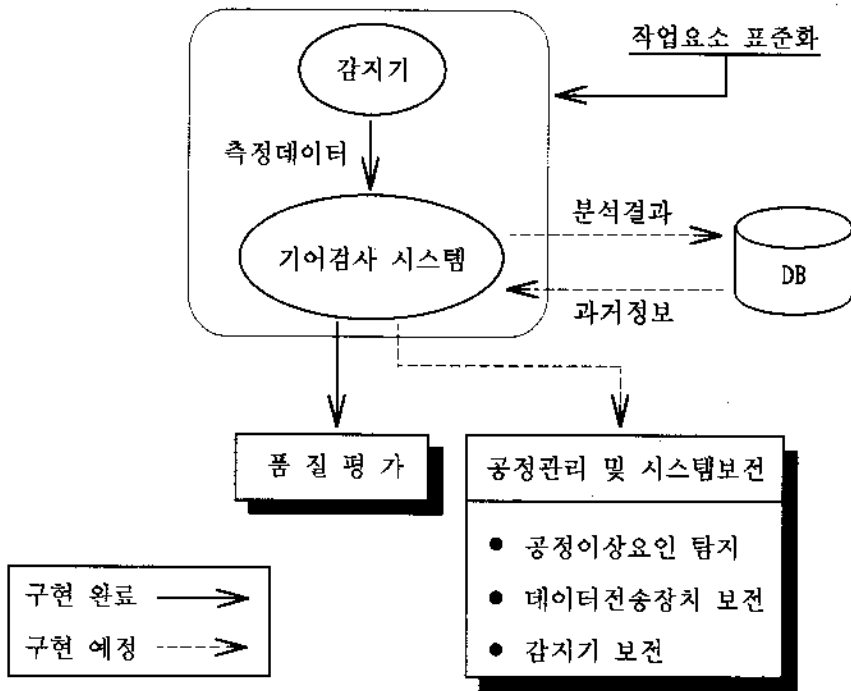 작업요소 표준화
감지기
측정데이터
기어검사 시스템
분석결과
과거정보
DB
품 질 평 가
공정관리 및 시스템보전
● 공정이상요인 탐지
● 데이터전송장치 보전
● 감지기 보전
구현 완료
구현 예정